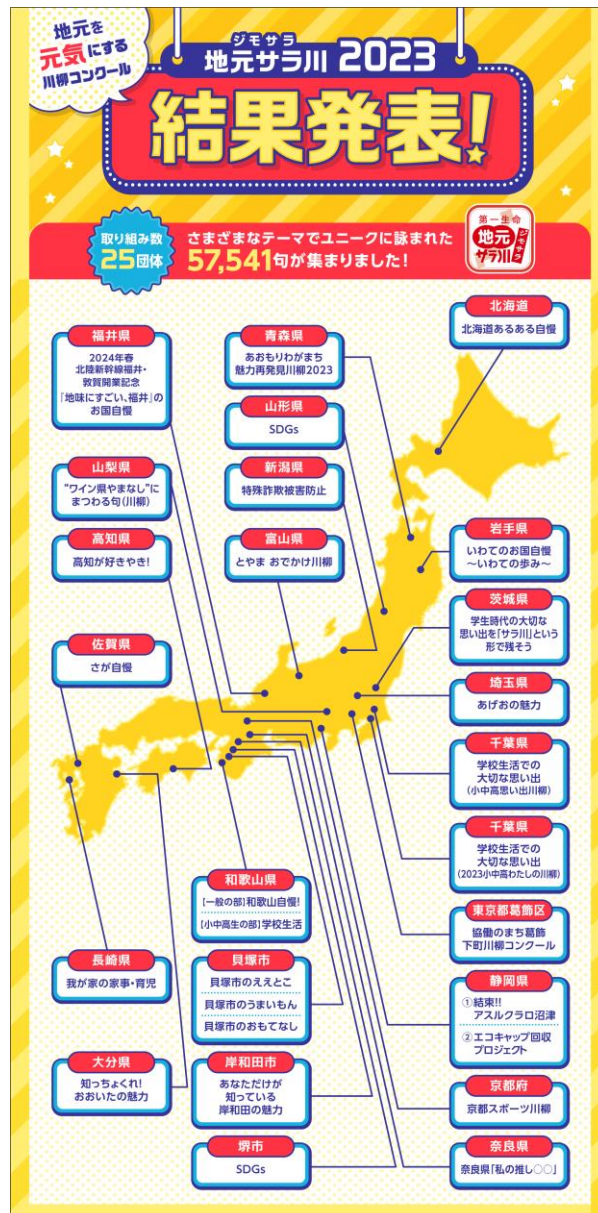 地元を
元気にする
川柳コンクール
ジモサラ
地元サラ川 2023
結果発表!
取り組み数
25団体
さまざまなテーマでユニークに詠まれた
57,541句が集まりました!
第一生命
地元
サラ川
ジモサラ
北海道
北海道あるある自慢
福井県
2024年春
北陸新幹線福井・
敦賀開業記念
「地味にすごい、福井」の
お国自慢
青森県
あおもりわがまち
魅力再発見川柳2023
山形県
SDGs
山梨県
“ワイン県やまなし”に
まつわる句(川柳)
新潟県
特殊詐欺被害防止
高知県
高知が好きやき!
富山県
とやま おでかけ川柳
岩手県
いわてのお国自慢
~いわての歩み~
茨城県
学生時代の大切な
思い出を「サラ川」という
形で残そう
佐賀県
さが自慢
埼玉県
あげおの魅力
千葉県
学校生活での
大切な思い出
(小中高思い出川柳)
千葉県
学校生活での
大切な思い出
(2023小中高わたしの川柳)
和歌山県
【一般の部】和歌山自慢!
【小中高生の部】学校生活
東京都葛飾区
協働のまち葛飾
下町川柳コンクール
長崎県
我が家の家事・育児
貝塚市
貝塚市のええとこ
貝塚市のうまいもん
貝塚市のおもてなし
静岡県
①結束!!
アスルクラロ沼津
②エコキャップ回収
プロジェクト
大分県
知っちょくれ!
おおいたの魅力
岸和田市
あなただけが
知っている
岸和田の魅力
京都府
京都スポーツ川柳
堺市
SDGs
奈良県
奈良県「私の推し○○」